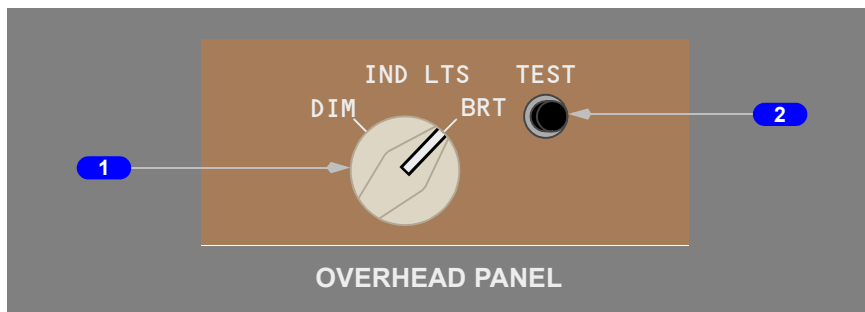 IND LTS
TEST
DIM
BRT
1
2
OVERHEAD PANEL